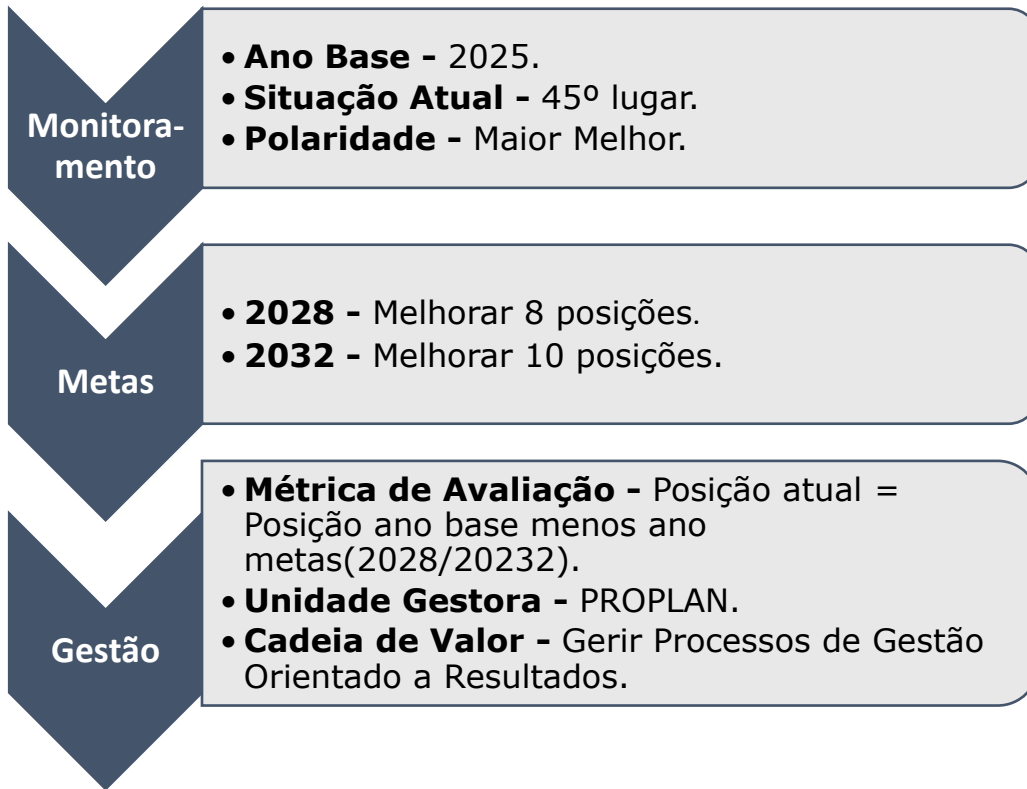 Monitora-
mento
• Ano Base - 2025.
• Situação Atual - 45º lugar.
• Polaridade - Maior Melhor.
Metas
• 2028 - Melhorar 8 posições.
• 2032 - Melhorar 10 posições.
Gestão
• Métrica de Avaliação - Posição atual =
Posição ano base menos ano
metas(2028/20232).
• Unidade Gestora - PROPLAN.
• Cadeia de Valor - Gerir Processos de Gestão
Orientado a Resultados.